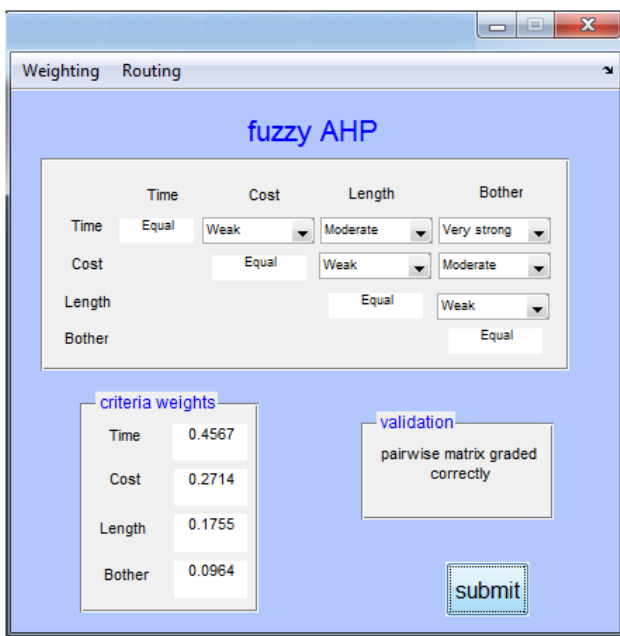 Weighting Routing
fuzzy AHP
Time Cost Length Bother
Time Equal Weak Moderate Very strong
Cost Equal Weak Moderate
Length Equal Weak
Bother Equal
criteria weights
Time 0.4567
Cost 0.2714
Length 0.1755
Bother 0.0964
validation
pairwise matrix graded
correctly
submit